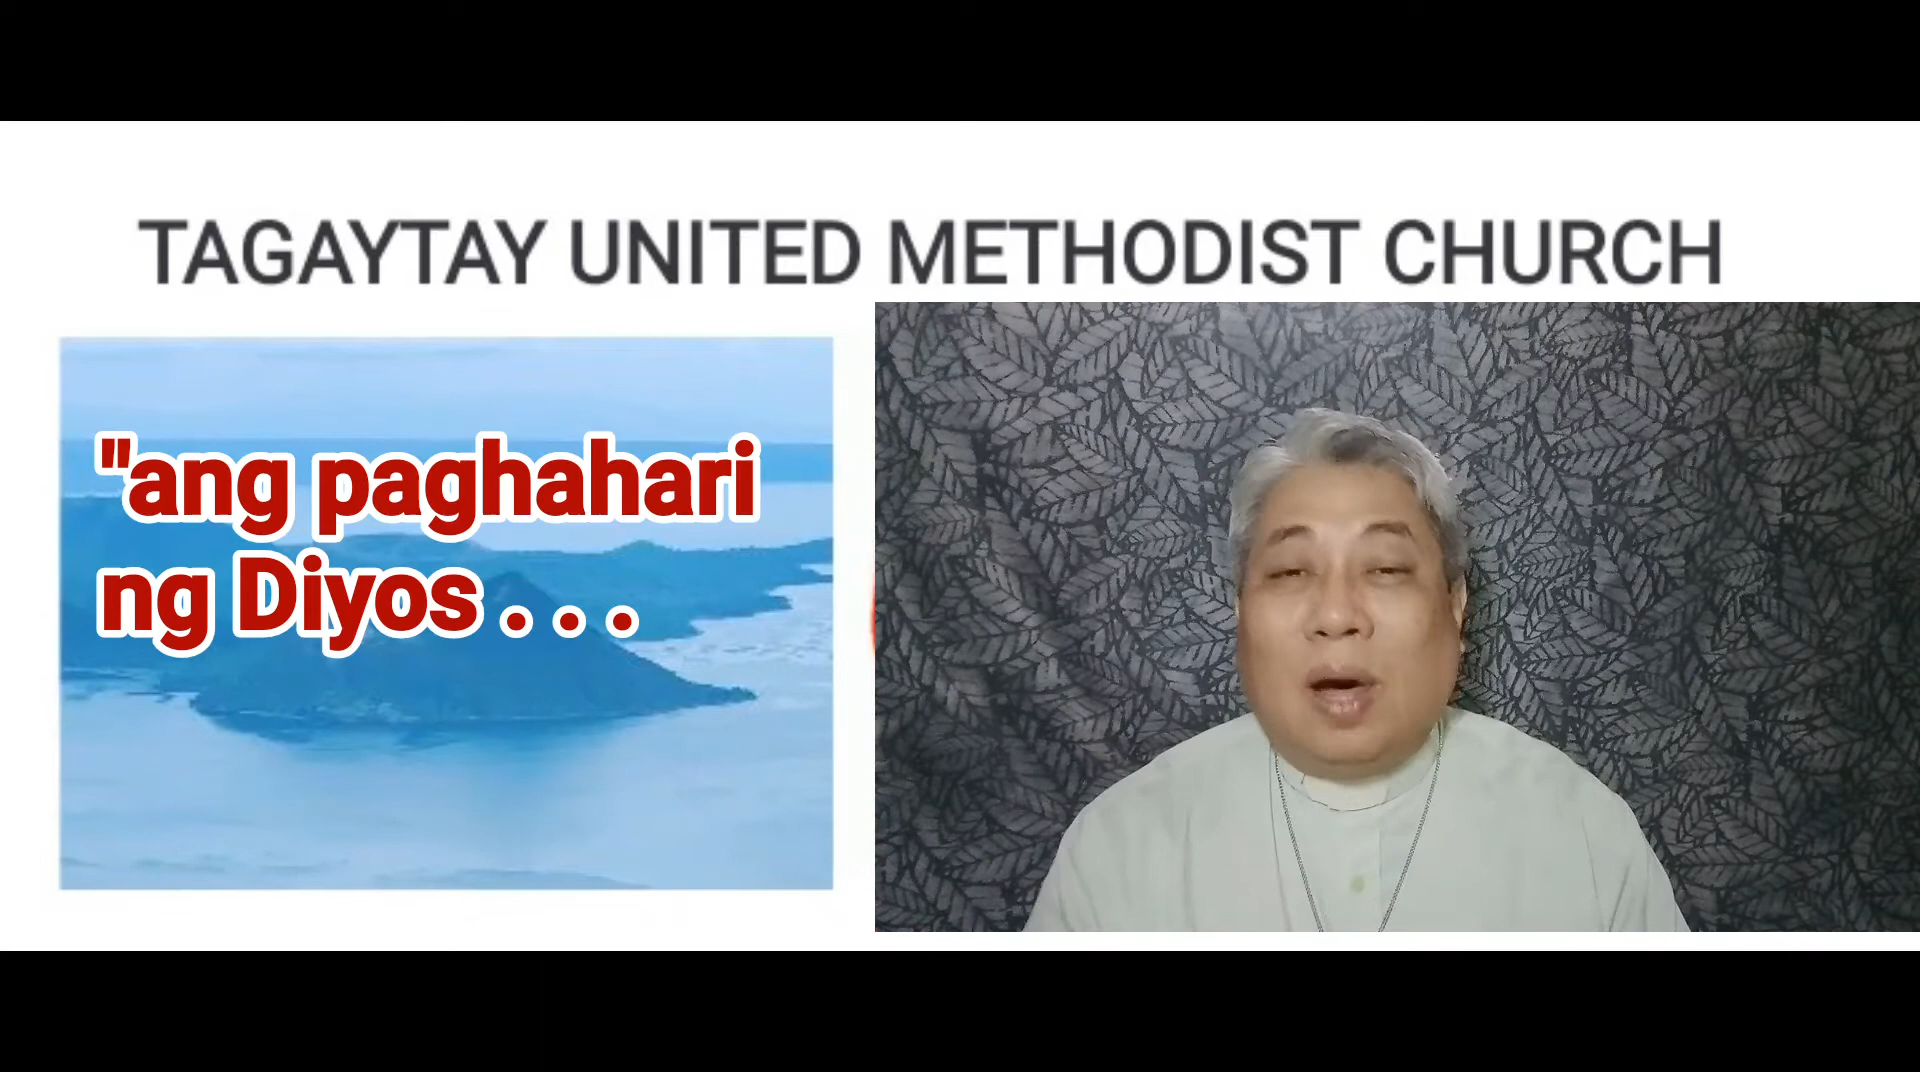 TAGAYTAY UNITED METHODIST CHURCH
"ang paghahari
ng Diyos . . .